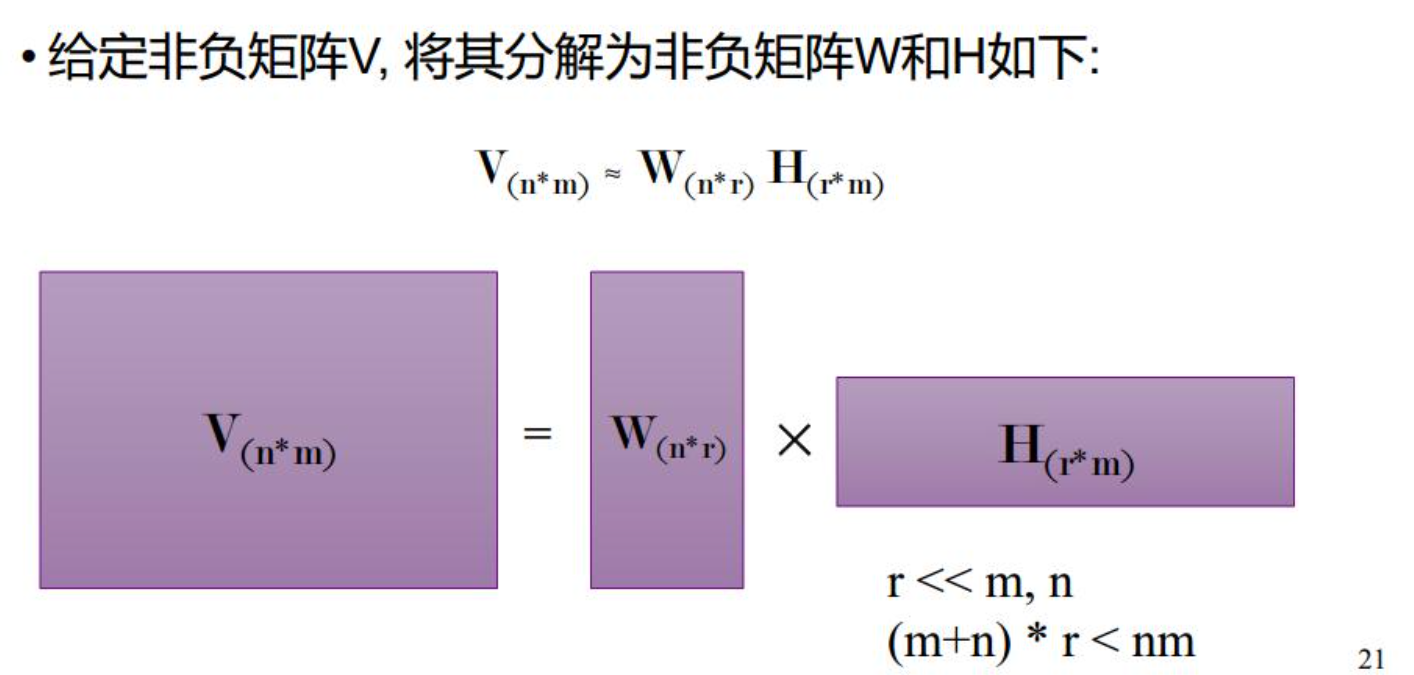 • 给定非负矩阵V, 将其分解为非负矩阵W和H如下:
V(n*m) ≈ W(n*r) H(r*m)
V(n*m) = W(n*r) × H(r*m)
r << m, n
(m+n) * r < nm
21